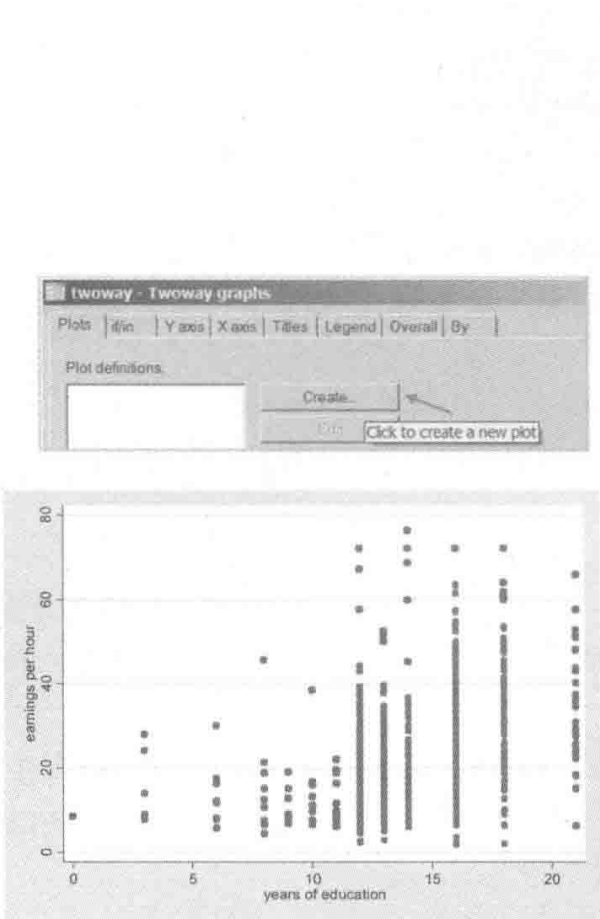 twoway - Twoway graphs
Plots if/in Y axis X axis Titles Legend Overall By
Plot definitions:
Create...
Edit
Click to create a new plot
80
60
40
20
0
earnings per hour
0 5 10 15 20
years of education